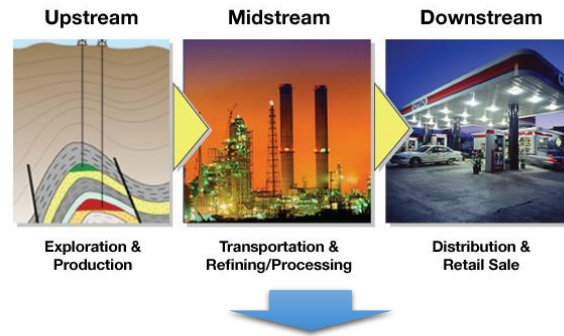 Upstream
Midstream
Downstream
Exploration &
Production
Transportation &
Refining/Processing
Distribution &
Retail Sale